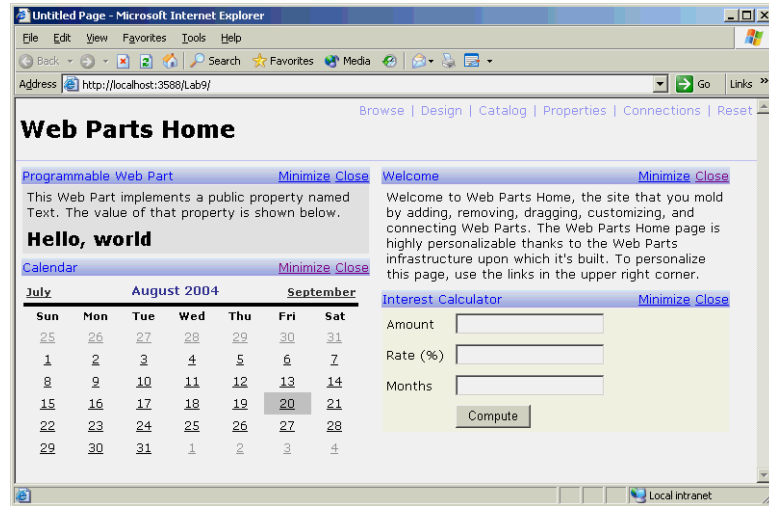 Untitled Page - Microsoft Internet Explorer
File Edit View Favorites Tools Help
Back Search Favorites Media
Address http://localhost:3588/Lab9/ Go Links »
Browse | Design | Catalog | Properties | Connections | Reset
Web Parts Home
Programmable Web Part Minimize Close
This Web Part implements a public property named
Text. The value of that property is shown below.
Hello, world
Calendar Minimize Close
July August 2004 September
Sun Mon Tue Wed Thu Fri Sat
25 26 27 28 29 30 31
1 2 3 4 5 6 7
8 9 10 11 12 13 14
15 16 17 18 19 20 21
22 23 24 25 26 27 28
29 30 31 1 2 3 4
Welcome Minimize Close
Welcome to Web Parts Home, the site that you mold
by adding, removing, dragging, customizing, and
connecting Web Parts. The Web Parts Home page is
highly personalizable thanks to the Web Parts
infrastructure upon which it's built. To personalize
this page, use the links in the upper right corner.
Interest Calculator Minimize Close
Amount
Rate (%)
Months
Compute
Local intranet